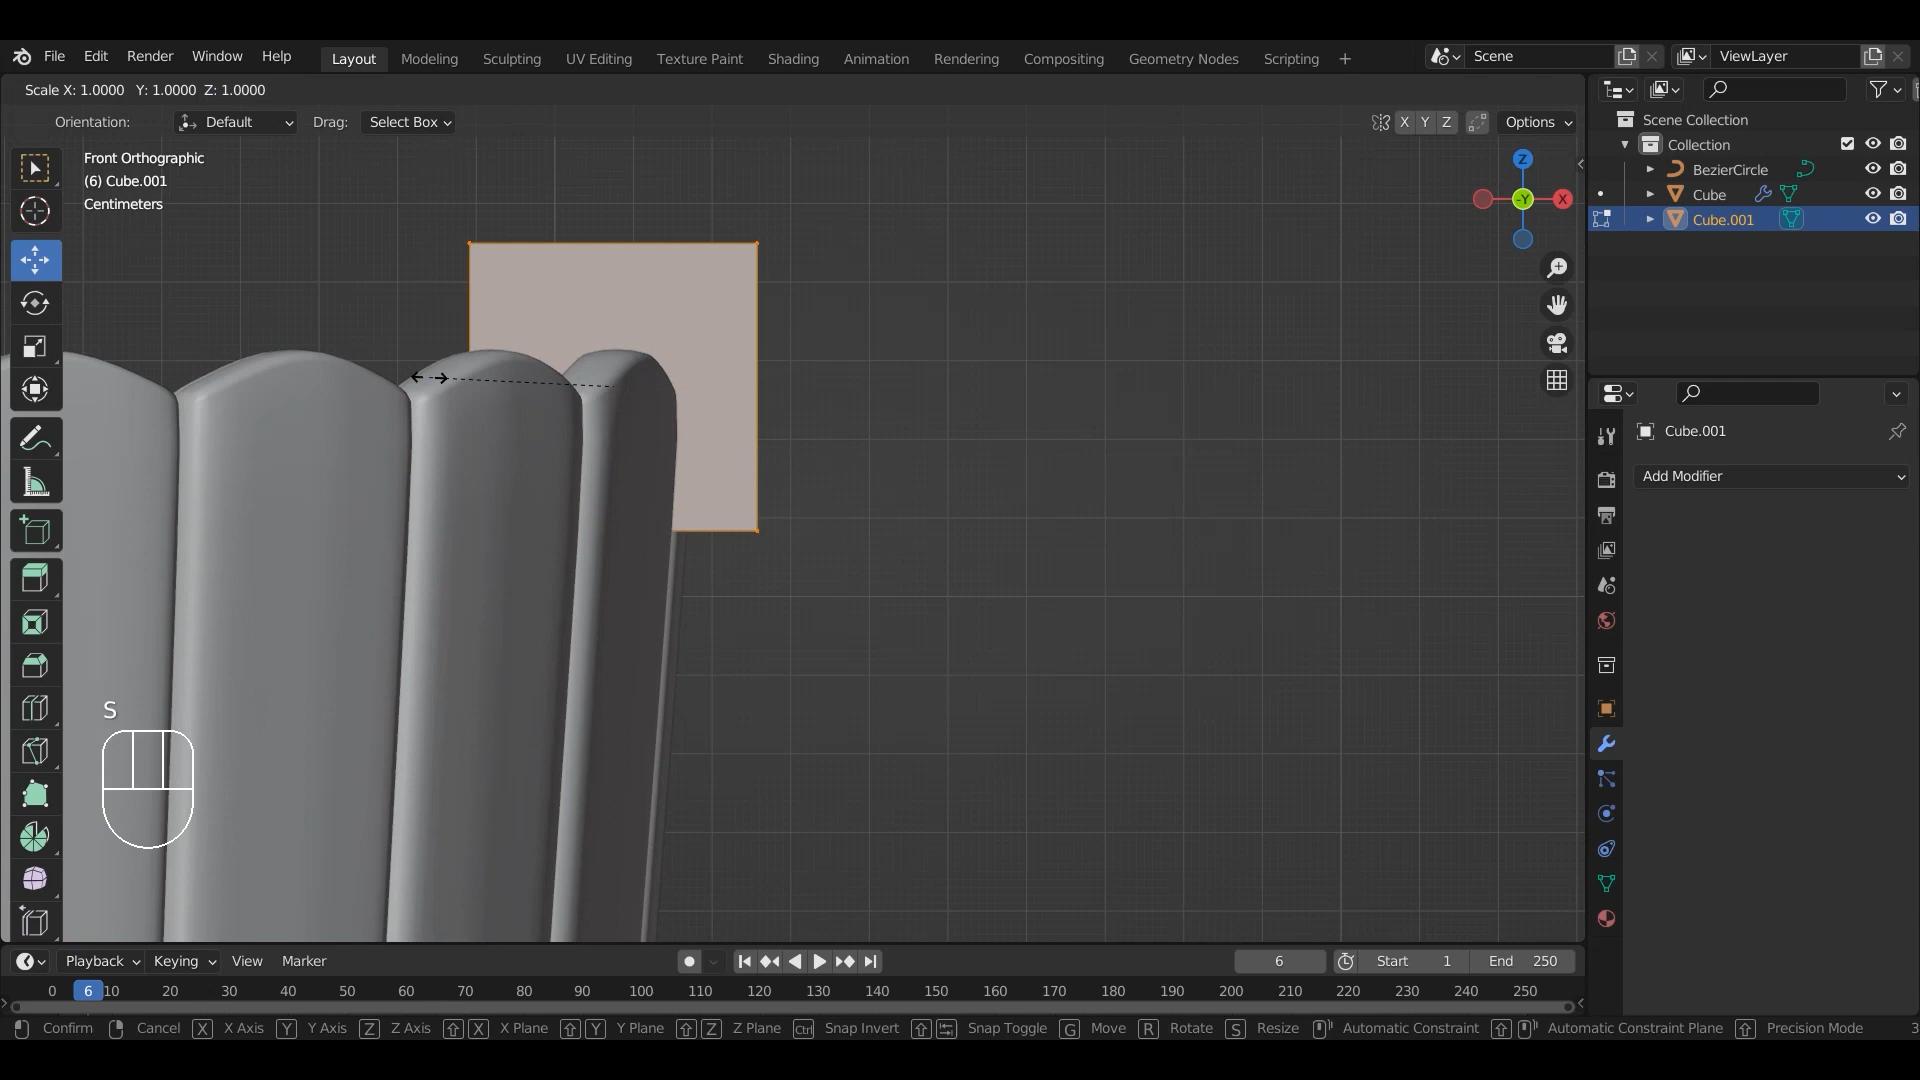 File Edit Render Window Help Layout Modeling Sculpting UV Editing Texture Paint Shading Animation Rendering Compositing Geometry Nodes Scripting + Scene ViewLayer
Scale X: 1.0000 Y: 1.0000 Z: 1.0000
Orientation: Default Drag: Select Box X Y Z Options
Front Orthographic
(6) Cube.001
Centimeters
Z
-Y X
Scene Collection
Collection
BezierCircle
Cube
Cube.001
Cube.001
Add Modifier
S
Playback Keying View Marker 6 Start 1 End 250
0 6 10 20 30 40 50 60 70 80 90 100 110 120 130 140 150 160 170 180 190 200 210 220 230 240 250
Confirm Cancel X X Axis Y Y Axis Z Z Axis X X Plane Y Y Plane Z Z Plane Ctrl Snap Invert Snap Toggle G Move R Rotate S Resize Automatic Constraint Automatic Constraint Plane Precision Mode